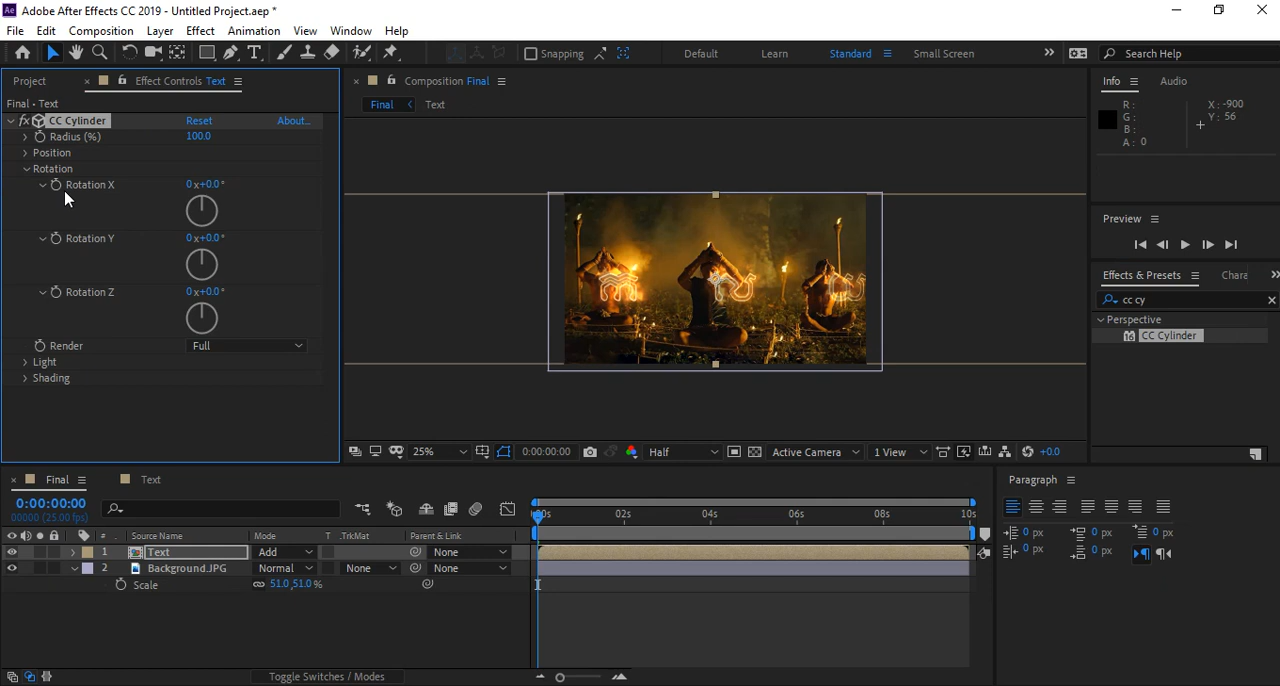 Adobe After Effects CC 2019 - Untitled Project.aep *
File Edit Composition Layer Effect Animation View Window Help
Snapping Default Learn Standard Small Screen Search Help
Project Effect Controls Text Composition Final Info Audio
Final • Text
Final Text
R: X: -900
G: Y: 56
B:
A: 0
fx CC Cylinder Reset About...
Radius (%) 100.0
Position
Rotation
Rotation X 0x+0.0°
Rotation Y 0x+0.0°
Rotation Z 0x+0.0°
Render Full
Light
Shading
Preview
Effects & Presets Chara
cc cy
Perspective
CC Cylinder
25% 0:00:00:00 Half Active Camera 1 View +0.0
Final Text Paragraph
0:00:00:00
00000 (25.00 fps)
02s 04s 06s 08s 10s
# Source Name Mode T .TrkMat Parent & Link
1 Text Add None
2 Background.JPG Normal None None
Scale 51.0,51.0%
0 px 0 px 0 px
0 px 0 px
Toggle Switches / Modes